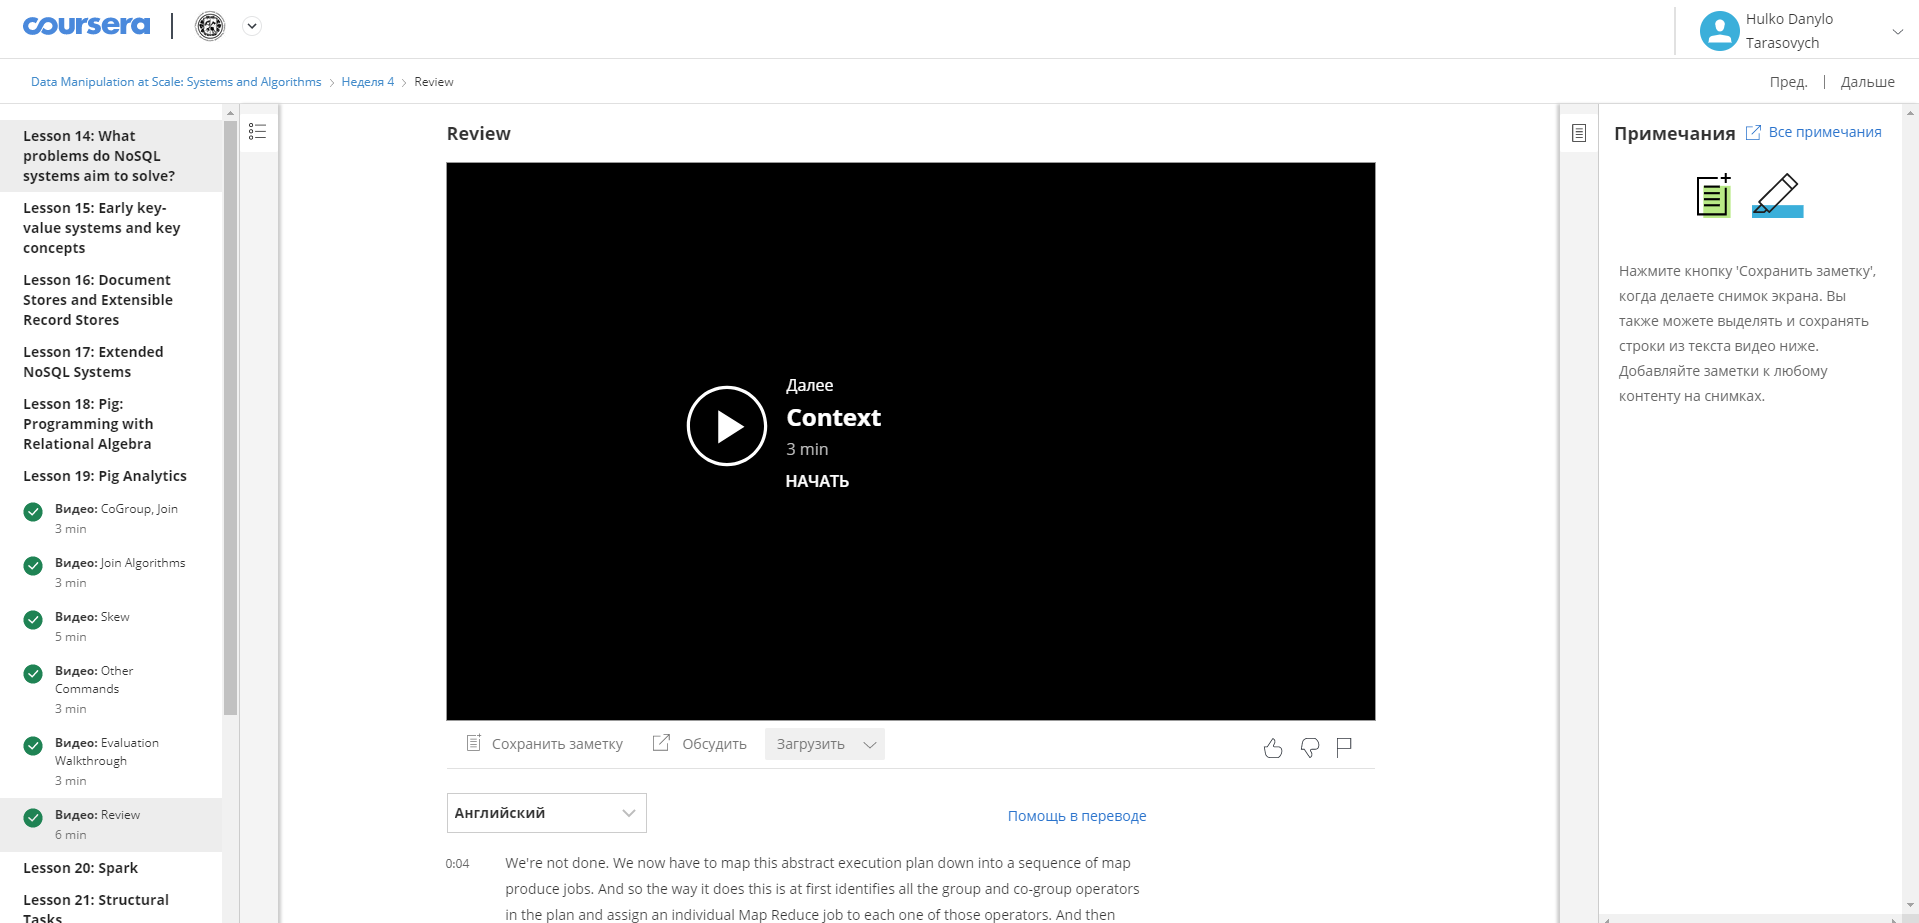 coursera
Hulko Danylo
Tarasovych
Data Manipulation at Scale: Systems and Algorithms > Неделя 4 > Review
Пред. | Дальше
Lesson 14: What
problems do NoSQL
systems aim to solve?
Lesson 15: Early key-
value systems and key
concepts
Lesson 16: Document
Stores and Extensible
Record Stores
Lesson 17: Extended
NoSQL Systems
Lesson 18: Pig:
Programming with
Relational Algebra
Lesson 19: Pig Analytics
Видео: CoGroup, Join
3 min
Видео: Join Algorithms
3 min
Видео: Skew
5 min
Видео: Other
Commands
3 min
Видео: Evaluation
Walkthrough
3 min
Видео: Review
6 min
Lesson 20: Spark
Lesson 21: Structural
Tasks
Review
Далее
Context
3 min
НАЧАТЬ
Сохранить заметку
Обсудить
Загрузить
Английский
Помощь в переводе
0:04
We're not done. We now have to map this abstract execution plan down into a sequence of map
produce jobs. And so the way it does this is at first identifies all the group and co-group operators
in the plan and assign an individual Map Reduce job to each one of those operators. And then
Примечания
Все примечания
Нажмите кнопку 'Сохранить заметку',
когда делаете снимок экрана. Вы
также можете выделять и сохранять
строки из текста видео ниже.
Добавляйте заметки к любому
контенту на снимках.